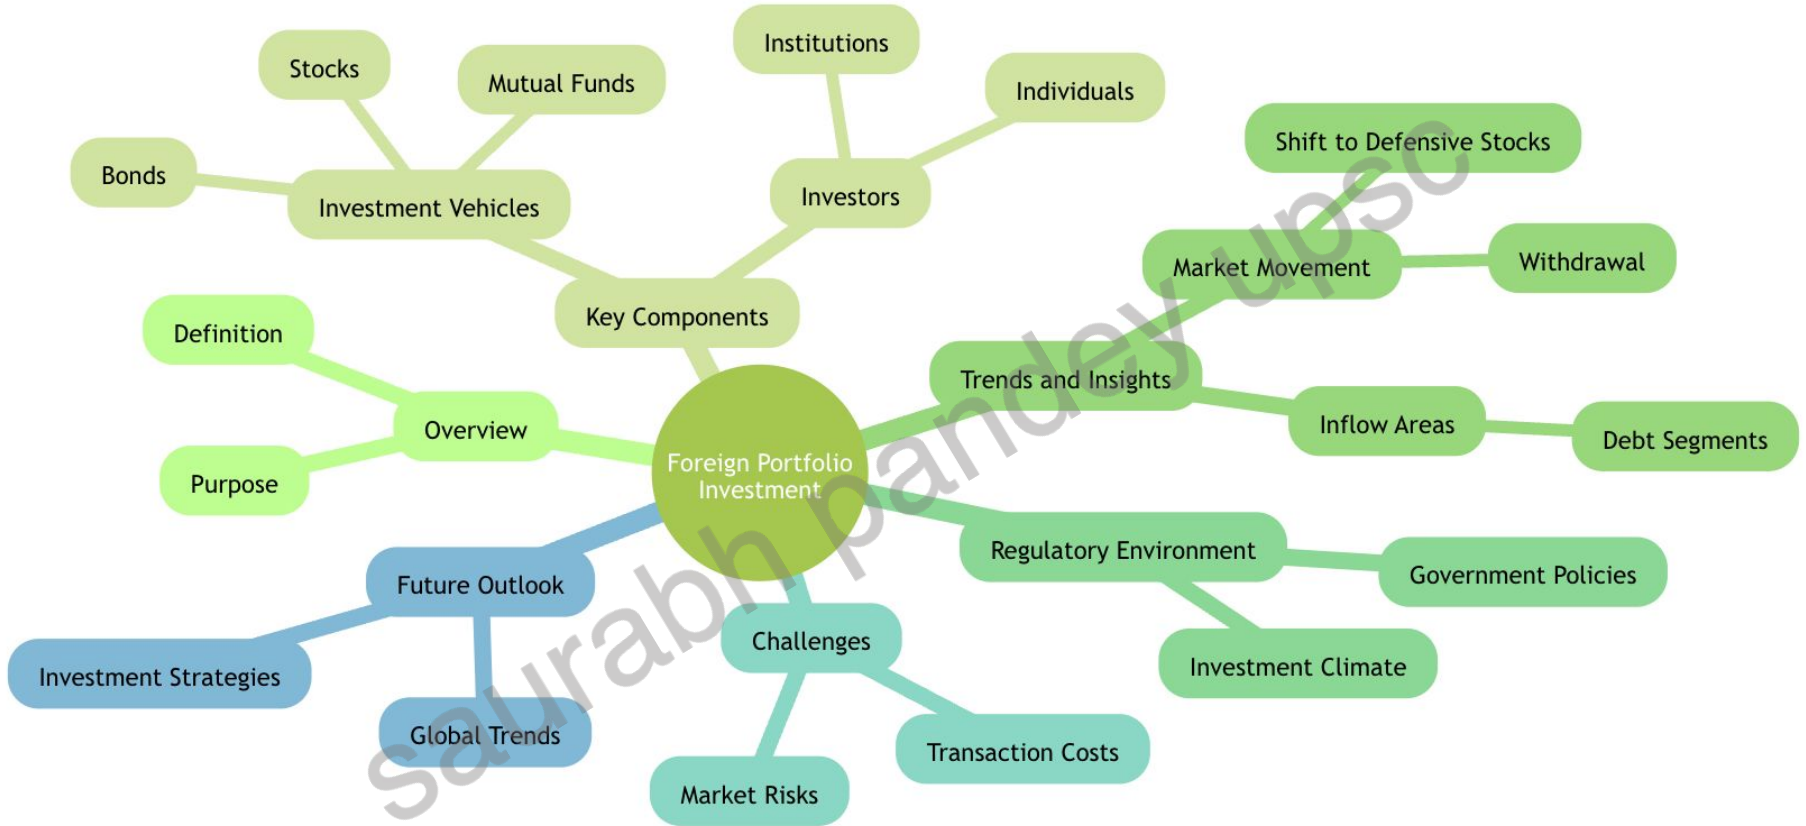 Institutions
Stocks
Mutual Funds
Individuals
Shift to Defensive Stocks
Bonds
Investment Vehicles
Investors
Market Movement
Withdrawal
Key Components
Definition
Trends and Insights
Inflow Areas
Debt Segments
Overview
Purpose
Foreign Portfolio
Investment
Regulatory Environment
Government Policies
Future Outlook
Challenges
Investment Climate
Investment Strategies
Global Trends
Transaction Costs
Market Risks
saurabh pandey upsc